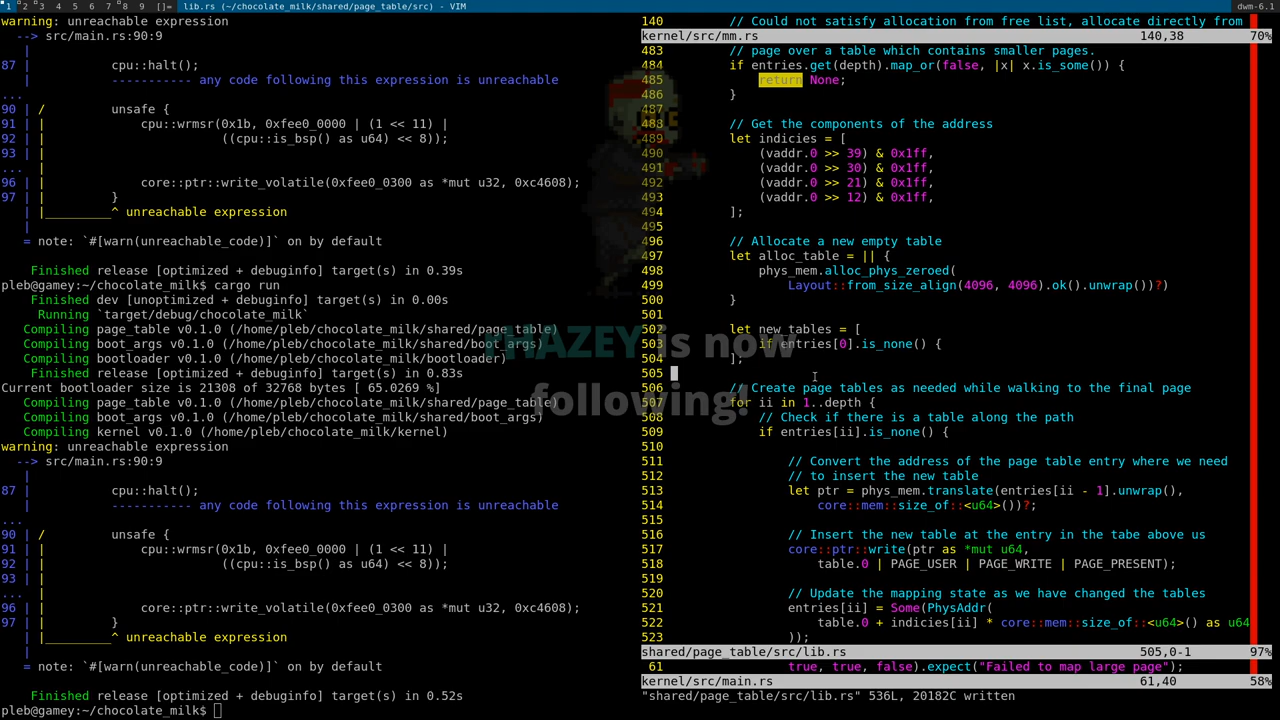 1 2 3 4 5 6 7 8 9 []= lib.rs (~/chocolate_milk/shared/page_table/src) - VIM dwm-6.1
warning: unreachable expression
--> src/main.rs:90:9
|
87 | cpu::halt();
| ----------- any code following this expression is unreachable
...
90 | / unsafe {
91 | | cpu::wrmsr(0x1b, 0xfee0_0000 | (1 << 11) |
92 | | ((cpu::is_bsp() as u64) << 8));
93 | |
... |
96 | | core::ptr::write_volatile(0xfee0_0300 as *mut u32, 0xc4608);
97 | | }
| |_________^ unreachable expression
|
= note: `#[warn(unreachable_code)]` on by default
Finished release [optimized + debuginfo] target(s) in 0.39s
pleb@gamey:~/chocolate_milk$ cargo run
Finished dev [unoptimized + debuginfo] target(s) in 0.00s
Running `target/debug/chocolate_milk`
Compiling page_table v0.1.0 (/home/pleb/chocolate_milk/shared/page_table)
Compiling boot_args v0.1.0 (/home/pleb/chocolate_milk/shared/boot_args)
Compiling bootloader v0.1.0 (/home/pleb/chocolate_milk/bootloader)
Finished release [optimized + debuginfo] target(s) in 0.83s
Current bootloader size is 21308 of 32768 bytes [ 65.0269 %]
Compiling page_table v0.1.0 (/home/pleb/chocolate_milk/shared/page_table)
Compiling boot_args v0.1.0 (/home/pleb/chocolate_milk/shared/boot_args)
Compiling kernel v0.1.0 (/home/pleb/chocolate_milk/kernel)
warning: unreachable expression
--> src/main.rs:90:9
|
87 | cpu::halt();
| ----------- any code following this expression is unreachable
...
90 | / unsafe {
91 | | cpu::wrmsr(0x1b, 0xfee0_0000 | (1 << 11) |
92 | | ((cpu::is_bsp() as u64) << 8));
93 | |
... |
96 | | core::ptr::write_volatile(0xfee0_0300 as *mut u32, 0xc4608);
97 | | }
| |_________^ unreachable expression
|
= note: `#[warn(unreachable_code)]` on by default
Finished release [optimized + debuginfo] target(s) in 0.52s
pleb@gamey:~/chocolate_milk$
140 // Could not satisfy allocation from free list, allocate directly from
kernel/src/mm.rs 140,38 70%
483 // page over a table which contains smaller pages.
484 if entries.get(depth).map_or(false, |x| x.is_some()) {
485 return None;
486 }
487
488 // Get the components of the address
489 let indicies = [
490 (vaddr.0 >> 39) & 0x1ff,
491 (vaddr.0 >> 30) & 0x1ff,
492 (vaddr.0 >> 21) & 0x1ff,
493 (vaddr.0 >> 12) & 0x1ff,
494 ];
495
496 // Allocate a new empty table
497 let alloc_table = || {
498 phys_mem.alloc_phys_zeroed(
499 Layout::from_size_align(4096, 4096).ok().unwrap())?)
500 }
501
502 let new_tables = [
503 if entries[0].is_none() {
504 ];
505
506 // Create page tables as needed while walking to the final page
507 for ii in 1..depth {
508 // Check if there is a table along the path
509 if entries[ii].is_none() {
510
511 // Convert the address of the page table entry where we need
512 // to insert the new table
513 let ptr = phys_mem.translate(entries[ii - 1].unwrap(),
514 core::mem::size_of::<u64>())?;
515
516 // Insert the new table at the entry in the tabe above us
517 core::ptr::write(ptr as *mut u64,
518 table.0 | PAGE_USER | PAGE_WRITE | PAGE_PRESENT);
519
520 // Update the mapping state as we have changed the tables
521 entries[ii] = Some(PhysAddr(
522 table.0 + indicies[ii] * core::mem::size_of::<u64>() as u64
523 ));
shared/page_table/src/lib.rs 505,0-1 97%
61 true, true, false).expect("Failed to map large page");
kernel/src/main.rs 61,40 58%
"shared/page_table/src/lib.rs" 536L, 20182C written
is now
following!